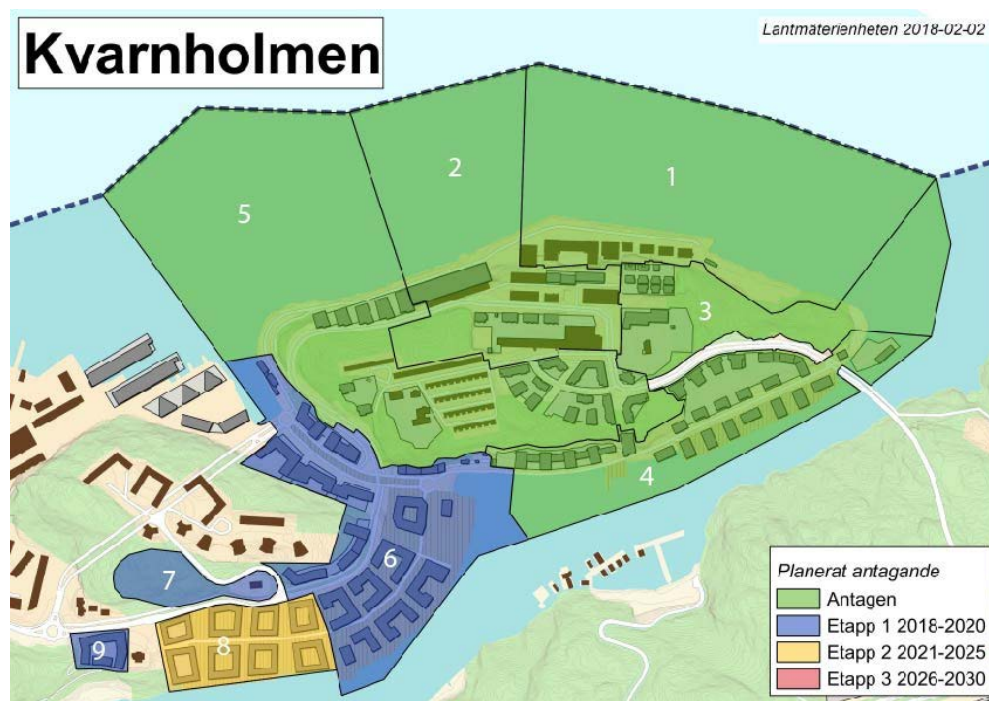 Kvarnholmen
Lantmäterienheten 2018-02-02
1
2
5
3
4
6
7
8
9
Planerat antagande
Antagen
Etapp 1 2018-2020
Etapp 2 2021-2025
Etapp 3 2026-2030